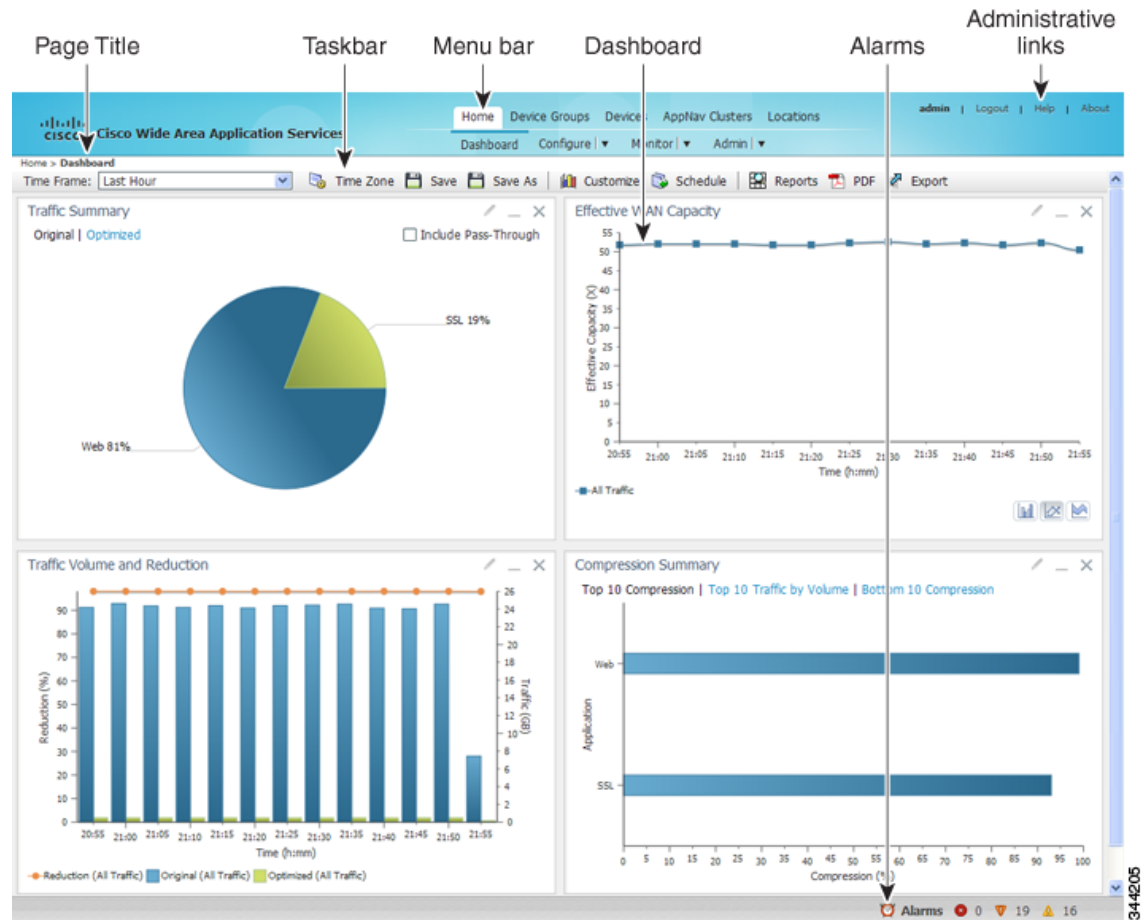 Administrative
links
Page Title Taskbar Menu bar Dashboard Alarms
CISCO Cisco Wide Area Application Services
Home Device Groups Devices AppNav Clusters Locations
admin | Logout | Help | About
Dashboard Configure | ▾ Monitor | ▾ Admin | ▾
Home > Dashboard
Time Frame: Last Hour Time Zone Save Save As | Customize Schedule | Reports PDF Export
Traffic Summary
Original | Optimized Include Pass-Through
SSL 19%
Web 81%
Effective WAN Capacity
55
50
45
40
35
30
25
20
15
10
5
0
Effective Capacity (X)
20:55 21:00 21:05 21:10 21:15 21:20 21:25 21:30 21:35 21:40 21:45 21:50 21:55
Time (h:mm)
All Traffic
Traffic Volume and Reduction
90
80
70
60
50
40
30
20
10
0
Reduction (%)
26
22
20
18
16
14
12
10
8
6
4
2
0
Traffic (GB)
20:55 21:00 21:05 21:10 21:15 21:20 21:25 21:30 21:35 21:40 21:45 21:50 21:55
Time (h:mm)
Reduction (All Traffic) Original (All Traffic) Optimized (All Traffic)
Compression Summary
Top 10 Compression | Top 10 Traffic by Volume | Bottom 10 Compression
Web
SSL
Application
0 5 10 15 20 25 30 35 40 45 50 55 60 65 70 75 80 85 90 95 100
Compression (%)
Alarms 0 19 16
344205